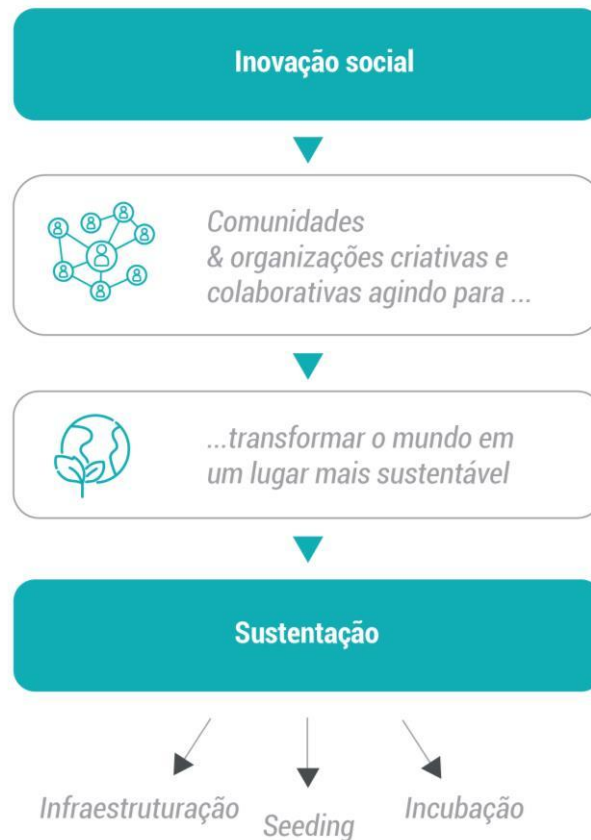 Inovação social
Comunidades
& organizações criativas e
colaborativas agindo para ...
...transformar o mundo em
um lugar mais sustentável
Sustentação
Infraestruturação
Seeding
Incubação